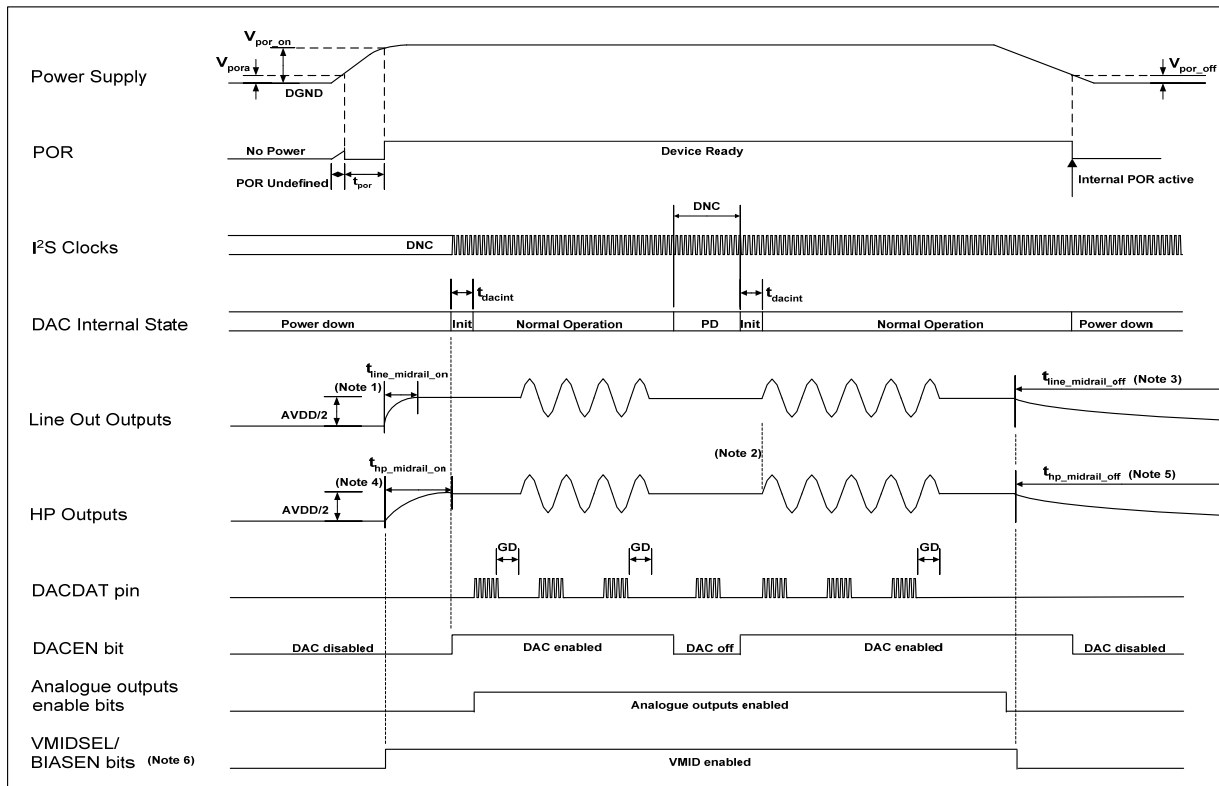 Vpor_on
Vpora
Power Supply
DGND
Vpor_off
POR
No Power
Device Ready
POR Undefined
tpor
Internal POR active
DNC
I²S Clocks
DNC
tdacint
tdacint
DAC Internal State
Power down
Init
Normal Operation
PD
Init
Normal Operation
Power down
tline_midrail_on
(Note 1)
tline_midrail_off (Note 3)
AVDD/2
Line Out Outputs
(Note 2)
thp_midrail_on
(Note 4)
thp_midrail_off (Note 5)
AVDD/2
HP Outputs
GD
GD
GD
DACDAT pin
DACEN bit
DAC disabled
DAC enabled
DAC off
DAC enabled
DAC disabled
Analogue outputs
enable bits
Analogue outputs enabled
VMIDSEL/
BIASEN bits (Note 6)
VMID enabled